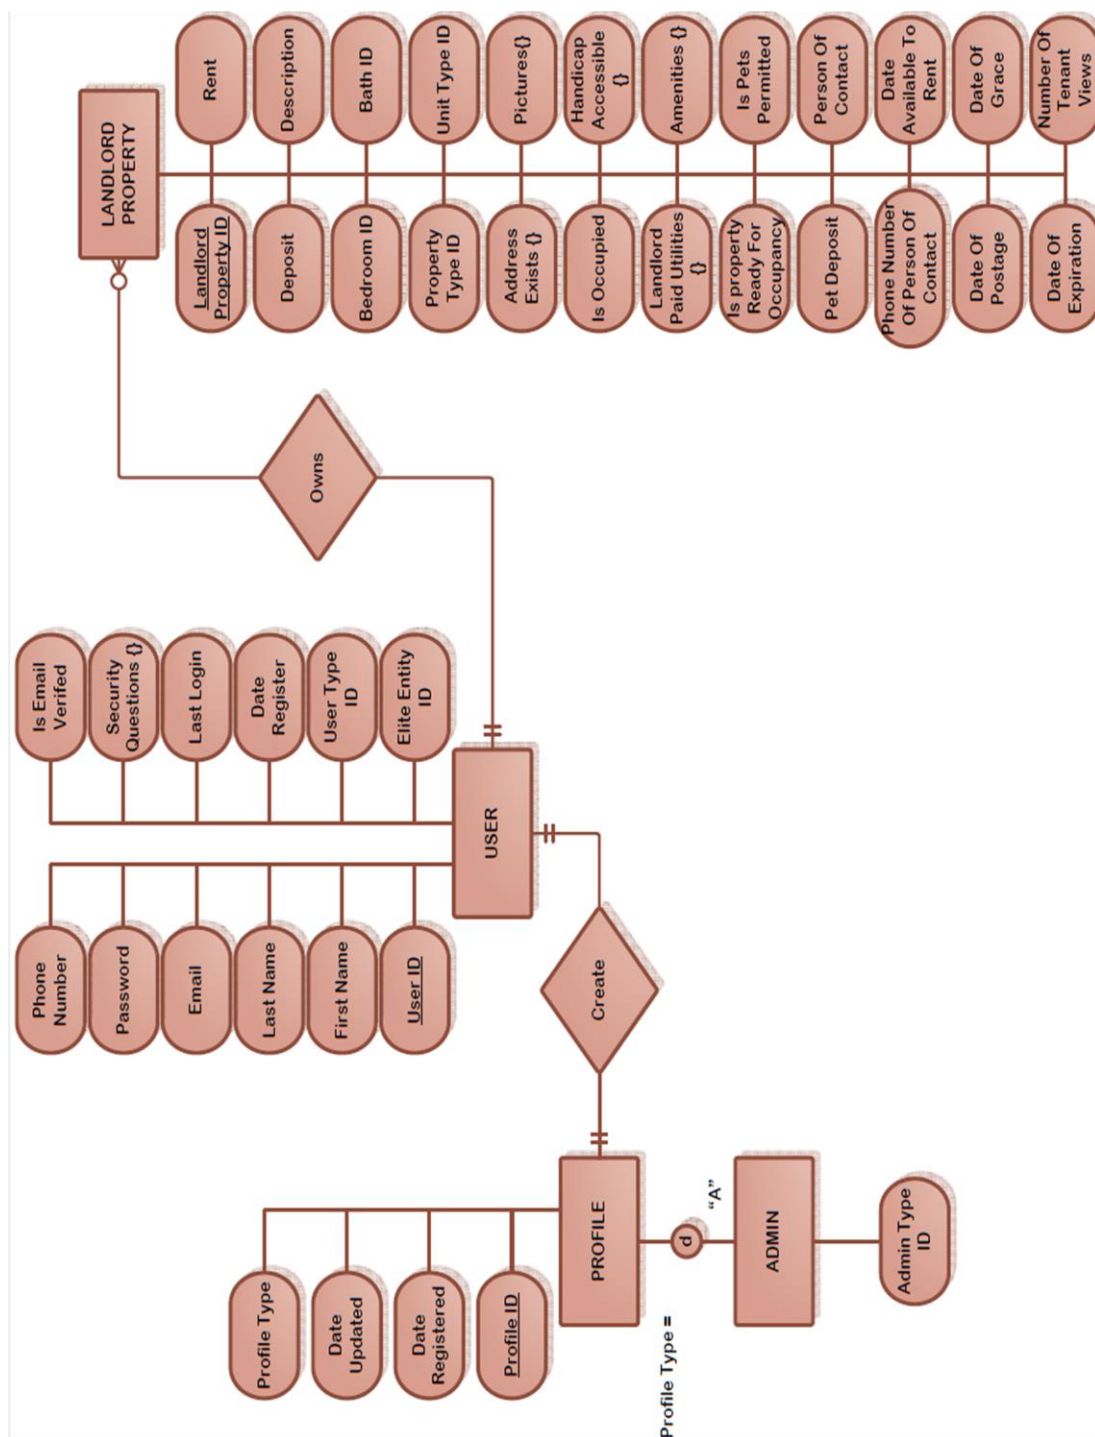 Phone
Number
Password
Email
Last Name
First Name
User ID
Is Email
Verifed
Security
Questions {}
Last Login
Date
Register
User Type
ID
Elite Entity
ID
USER
Profile Type
Date
Updated
Date
Registered
Profile ID
PROFILE
Create
Profile Type =
d
“A”
ADMIN
Admin Type
ID
Owns
LANDLORD
PROPERTY
Landlord
Property ID
Rent
Deposit
Description
Bedroom ID
Bath ID
Property
Type ID
Unit Type ID
Address
Exists {}
Pictures{}
Is Occupied
Handicap
Accessible
{}
Landlord
Paid Utilities
{}
Amenities {}
Is property
Ready For
Occupancy
Is Pets
Permitted
Pet Deposit
Person Of
Contact
Phone Number
Of Person Of
Contact
Date
Available To
Rent
Date Of
Postage
Date Of
Grace
Date Of
Expiration
Number Of
Tenant
Views